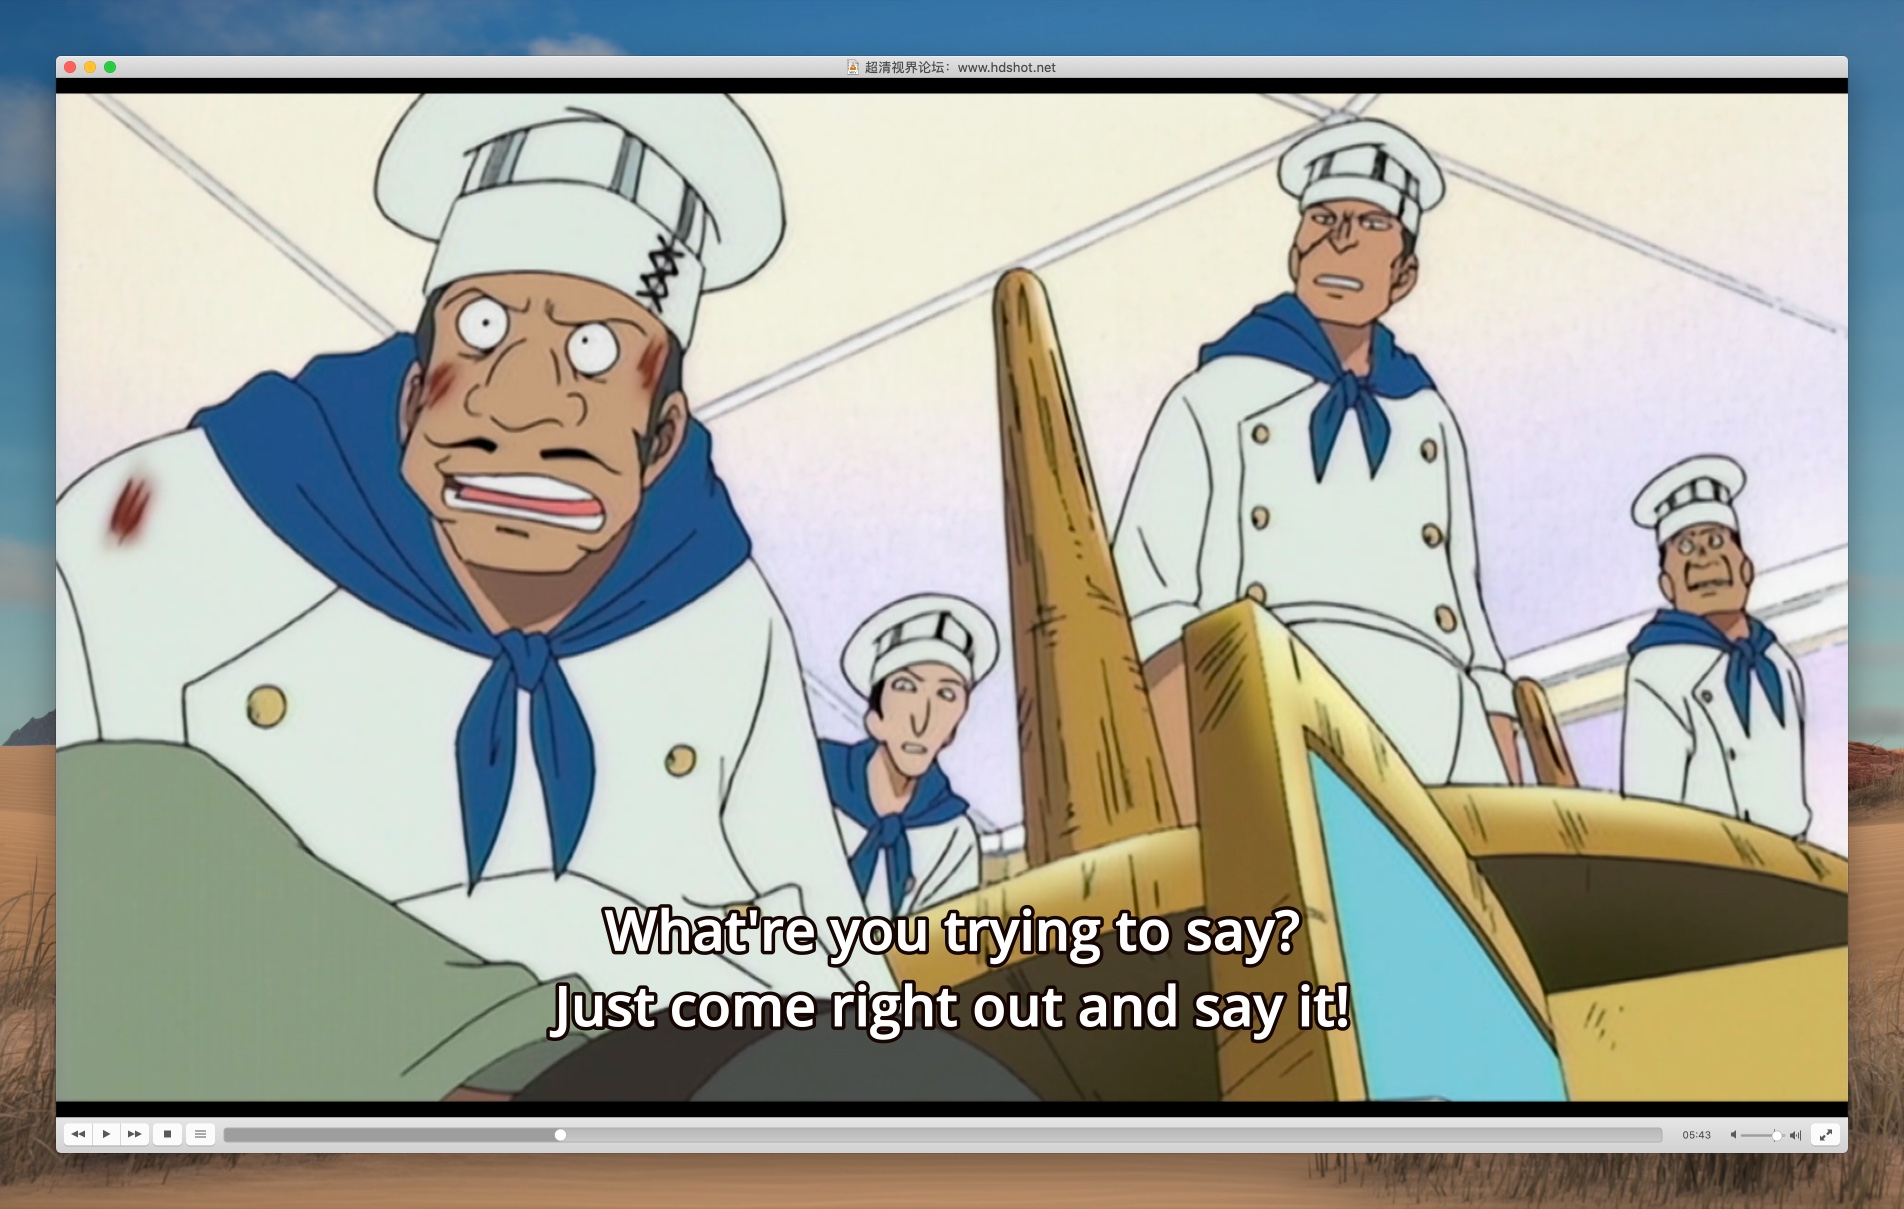 超清视界论坛：www.hdshot.net
What're you trying to say?
Just come right out and say it!
05:43